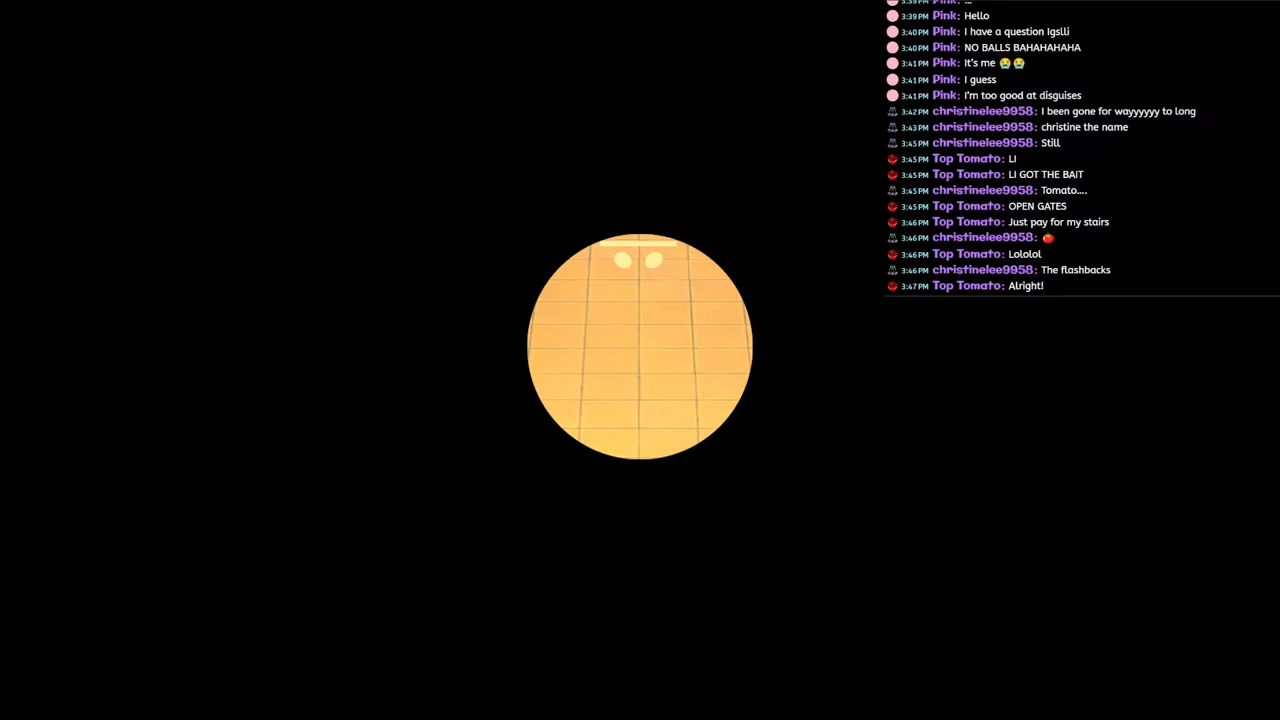 Pink: ...
3:39 PM Pink: Hello
3:40 PM Pink: I have a question Igslli
3:40 PM Pink: NO BALLS BAHAHAHAHA
3:41 PM Pink: It's me 😭😭
3:41 PM Pink: I guess
3:41 PM Pink: I'm too good at disguises
3:42 PM christinelee9958: I been gone for wayyyyyy to long
3:43 PM christinelee9958: christine the name
3:45 PM christinelee9958: Still
3:45 PM Top Tomato: LI
3:45 PM Top Tomato: LI GOT THE BAIT
3:45 PM christinelee9958: Tomato....
3:45 PM Top Tomato: OPEN GATES
3:46 PM Top Tomato: Just pay for my stairs
3:46 PM christinelee9958: 🍅
3:46 PM Top Tomato: Lololol
3:46 PM christinelee9958: The flashbacks
3:47 PM Top Tomato: Alright!